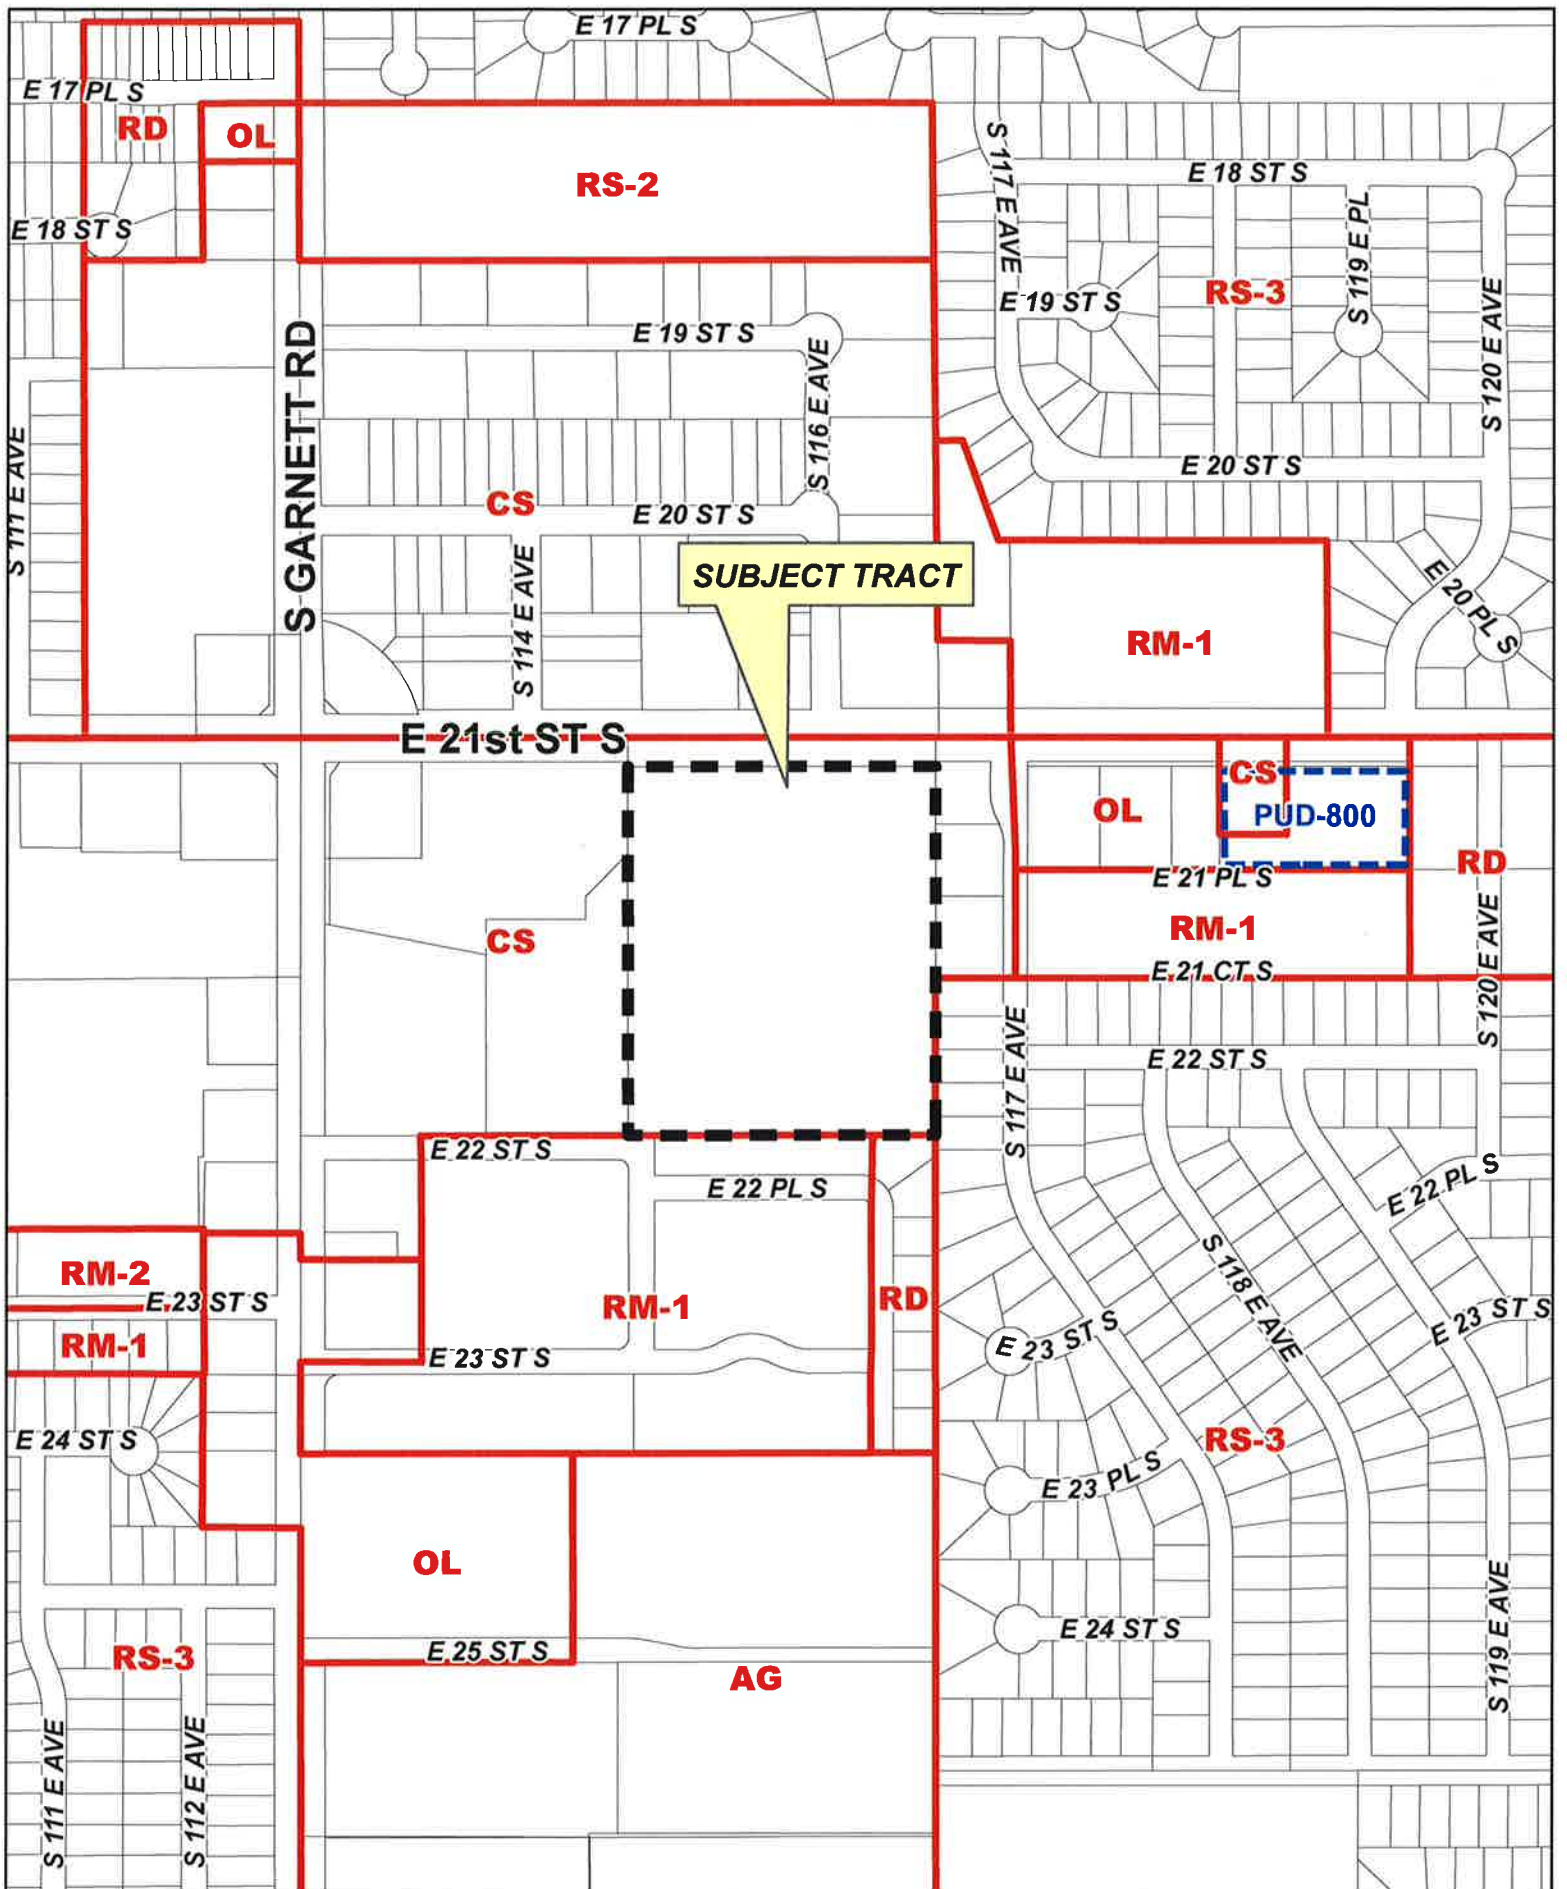 E 17 PL S
E 17 PL S
RD
OL
RS-2
E 18 ST S
E 18 ST S
S 117 E AVE
S 119 E PL
RS-3
E 19 ST S
S 120 E AVE
E 19 ST S
S GARNETT RD
S 116 E AVE
S 111 E AVE
CS
E 20 ST S
E 20 ST S
S 114 E AVE
SUBJECT TRACT
E 20 PL S
RM-1
E 21st ST S
CS
OL
PUD-800
RD
E 21 PL S
RM-1
CS
E 21 CT S
S 120 E AVE
S 117 E AVE
E 22 ST S
E 22 ST S
E 22 PL S
E 22 PL S
RM-2
E 23 ST S
RM-1
RM-1
RD
S 118 E AVE
E 23 ST S
E 23 ST S
E 23 ST S
E 24 ST S
RS-3
E 23 PL S
OL
E 24 ST S
S 119 E AVE
RS-3
E 25 ST S
AG
S 111 E AVE
S 112 E AVE